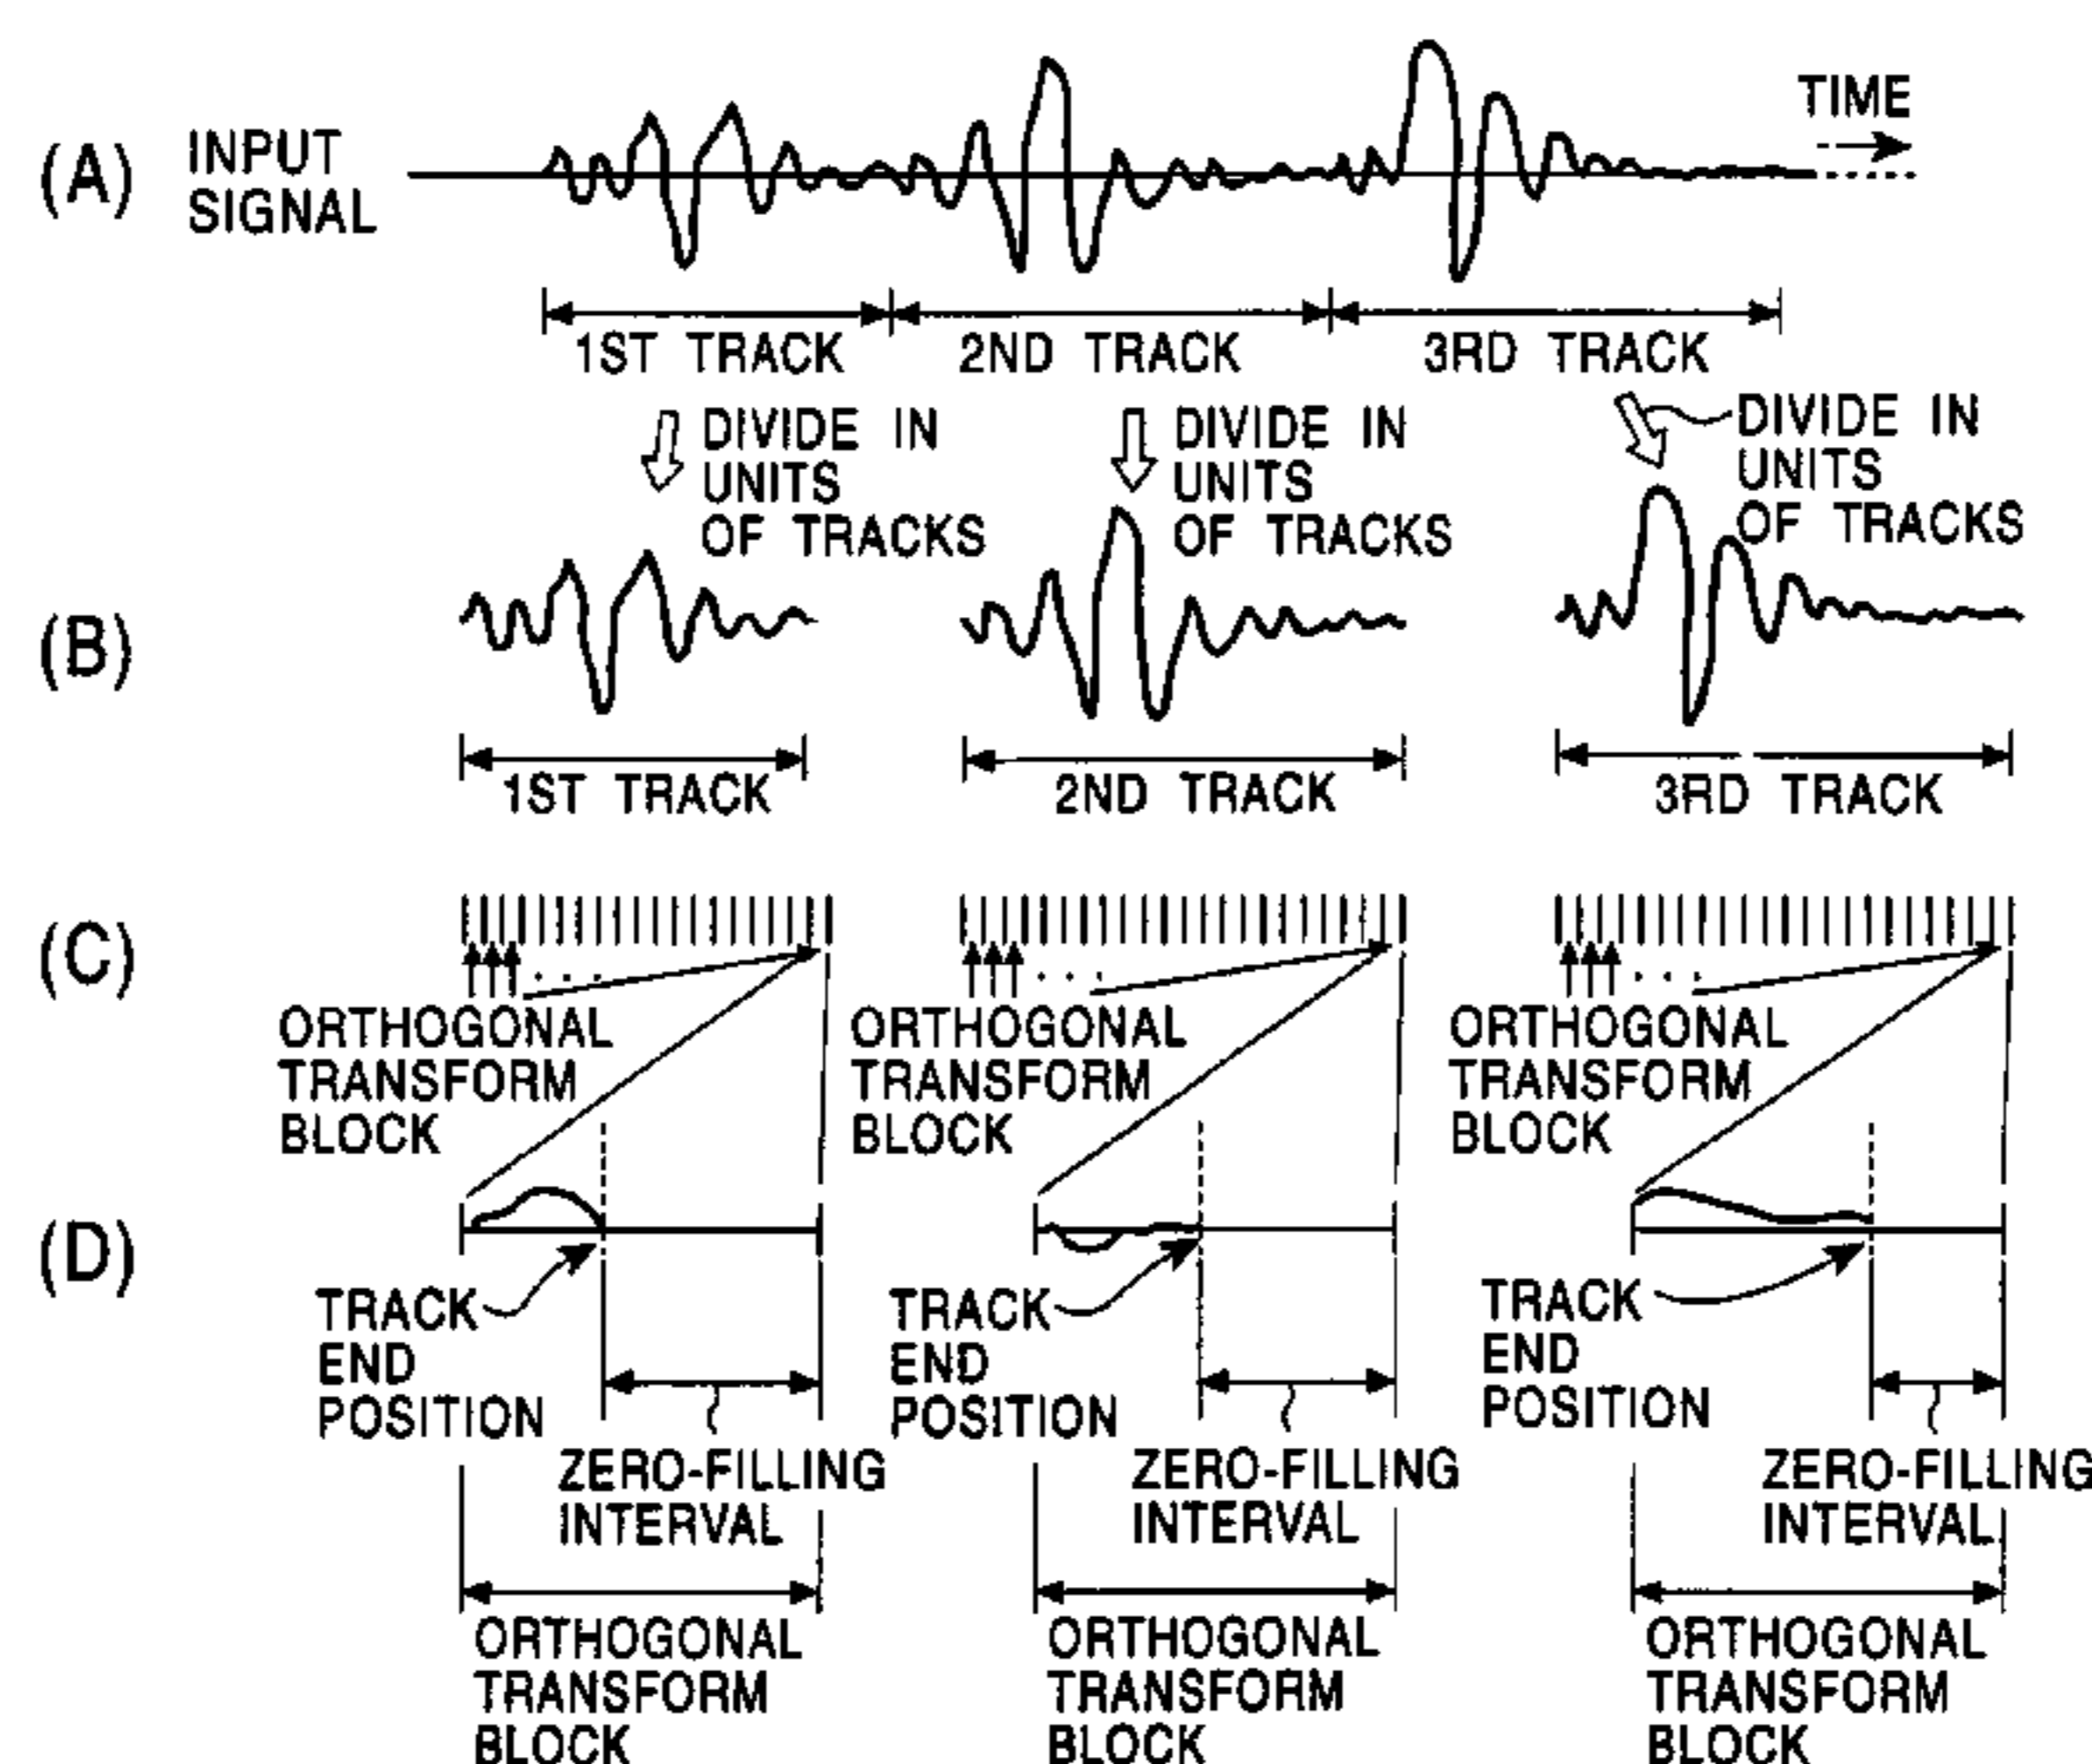 (A)
INPUT
SIGNAL
TIME
1ST TRACK
2ND TRACK
3RD TRACK
DIVIDE IN
UNITS
OF TRACKS
DIVIDE IN
UNITS
OF TRACKS
DIVIDE IN
UNITS
OF TRACKS
(B)
1ST TRACK
2ND TRACK
3RD TRACK
(C)
ORTHOGONAL
TRANSFORM
BLOCK
ORTHOGONAL
TRANSFORM
BLOCK
ORTHOGONAL
TRANSFORM
BLOCK
(D)
TRACK
END
POSITION
TRACK
END
POSITION
TRACK
END
POSITION
ZERO-FILLING
INTERVAL
ZERO-FILLING
INTERVAL
ZERO-FILLING
INTERVAL
ORTHOGONAL
TRANSFORM
BLOCK
ORTHOGONAL
TRANSFORM
BLOCK
ORTHOGONAL
TRANSFORM
BLOCK